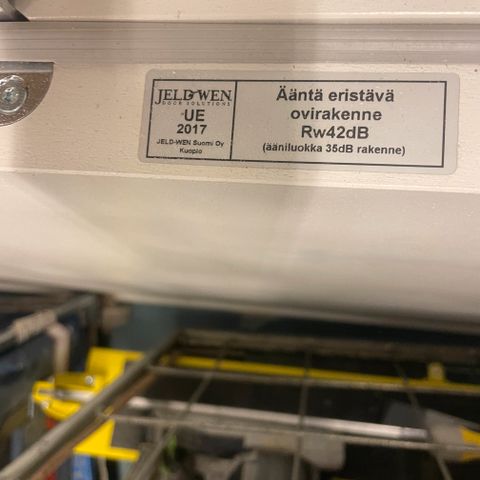 JELD-WEN
DOOR SOLUTIONS
UE
2017
JELD-WEN Suomi Oy
Kuopio
Ääntä eristävä
ovirakenne
Rw42dB
(ääniluokka 35dB rakenne)